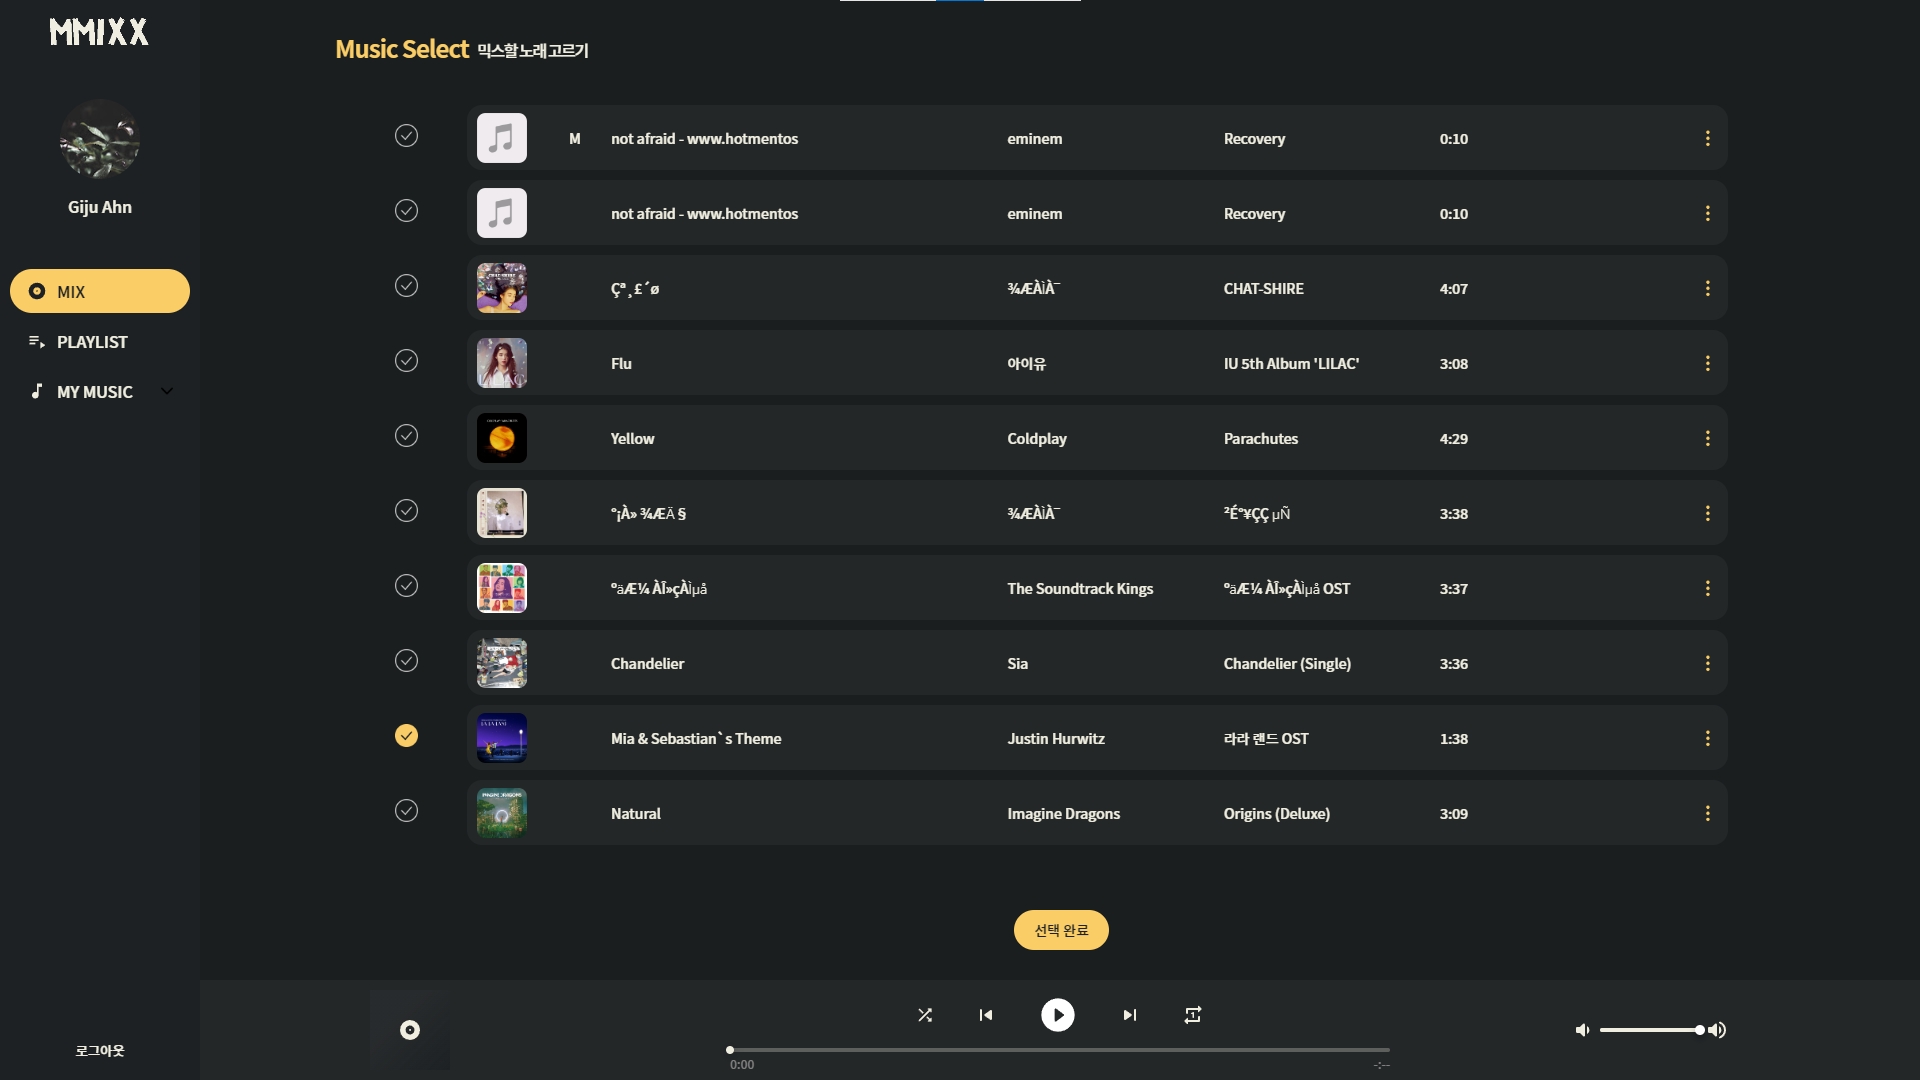 MMIXX
Giju Ahn
MIX
PLAYLIST
MY MUSIC
로그아웃
Music Select 믹스할 노래 고르기
M not afraid - www.hotmentos eminem Recovery 0:10
not afraid - www.hotmentos eminem Recovery 0:10
Çª¸£´ø ¾ÆÀÌÀ¯ CHAT-SHIRE 4:07
Flu 아이유 IU 5th Album 'LILAC' 3:08
Yellow Coldplay Parachutes 4:29
°¡À» ¾ÆÄ§ ¾ÆÀÌÀ¯ ²É°¥ÇÇ µÑ 3:38
ºäÆ¼ ÀÎ»çÀÌµå The Soundtrack Kings ºäÆ¼ ÀÎ»çÀÌµå OST 3:37
Chandelier Sia Chandelier (Single) 3:36
Mia & Sebastian`s Theme Justin Hurwitz 라라 랜드 OST 1:38
Natural Imagine Dragons Origins (Deluxe) 3:09
선택 완료
0:00 -:--